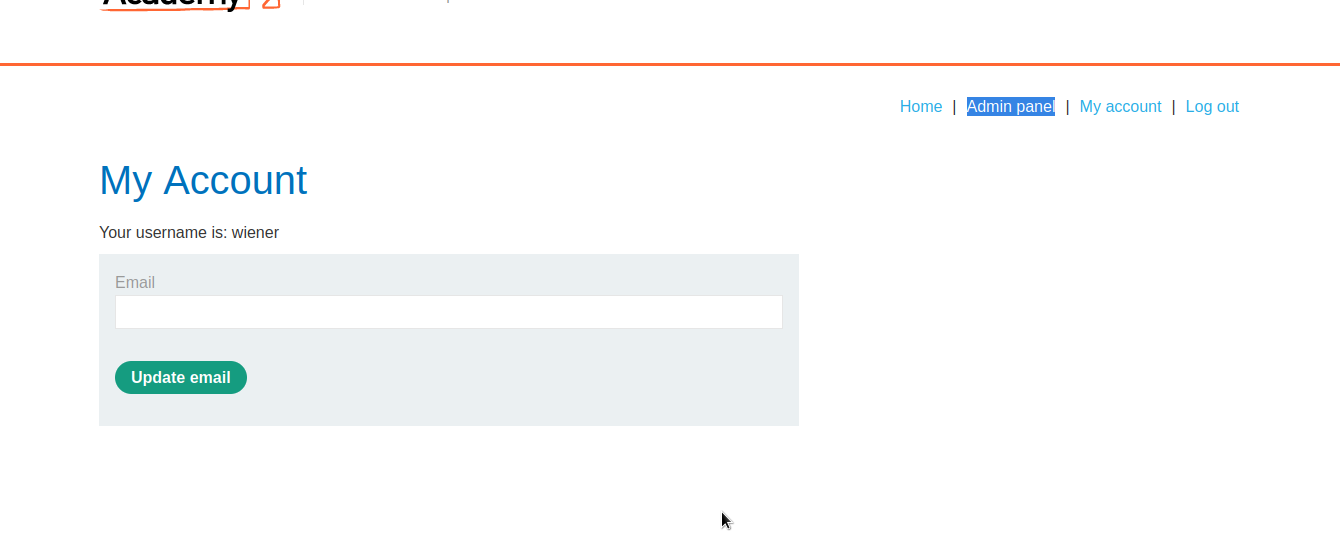 Academy
Home | Admin panel | My account | Log out
My Account
Your username is: wiener
Email
Update email